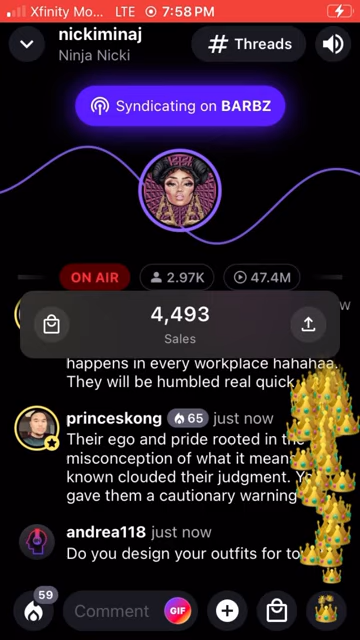 Xfinity Mo... LTE 7:58PM
nickiminaj
Ninja Nicki
# Threads
Syndicating on BARBZ
ON AIR 2.97K 47.4M
w
4,493
Sales
happens in every workplace hahahaa.
They will be humbled real quick
princeskong 65 just now
Their ego and pride rooted in the
misconception of what it mean
known clouded their judgment. Y
gave them a cautionary warning
andrea118 just now
Do you design your outfits for to
59
Comment GIF